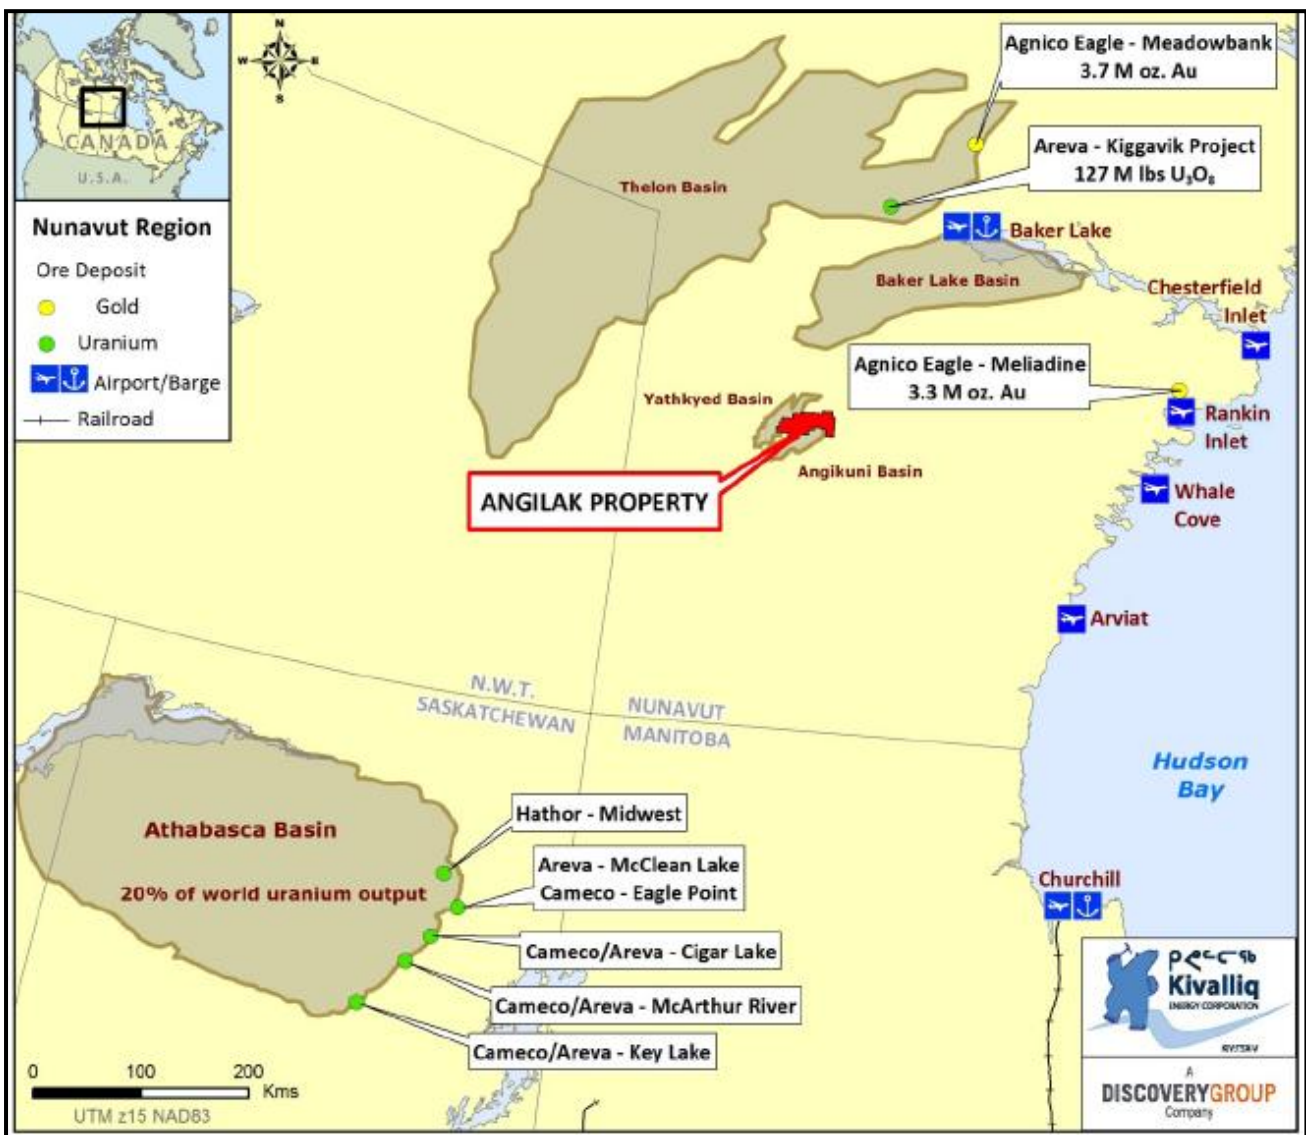 N
W
E
S
CANADA
U.S.A.
Nunavut Region
Ore Deposit
Gold
Uranium
Airport/Barge
Railroad
Agnico Eagle - Meadowbank
3.7 M oz. Au
Areva - Kiggavik Project
127 M lbs U₃O₈
Thelon Basin
Baker Lake
Baker Lake Basin
Chesterfield
Inlet
Agnico Eagle - Meliadine
3.3 M oz. Au
Rankin
Inlet
Yathkyed Basin
Angikuni Basin
ANGILAK PROPERTY
Whale
Cove
Arviat
N.W.T.
SASKATCHEWAN
NUNAVUT
MANITOBA
Hudson
Bay
Athabasca Basin
20% of world uranium output
Hathor - Midwest
Areva - McClean Lake
Cameco - Eagle Point
Cameco/Areva - Cigar Lake
Cameco/Areva - McArthur River
Cameco/Areva - Key Lake
Churchill
0 100 200
Kms
UTM z15 NAD83
ᑭᕙᓪᓕᖅ
Kivalliq
ENERGY CORPORATION
A
DISCOVERYGROUP
Company